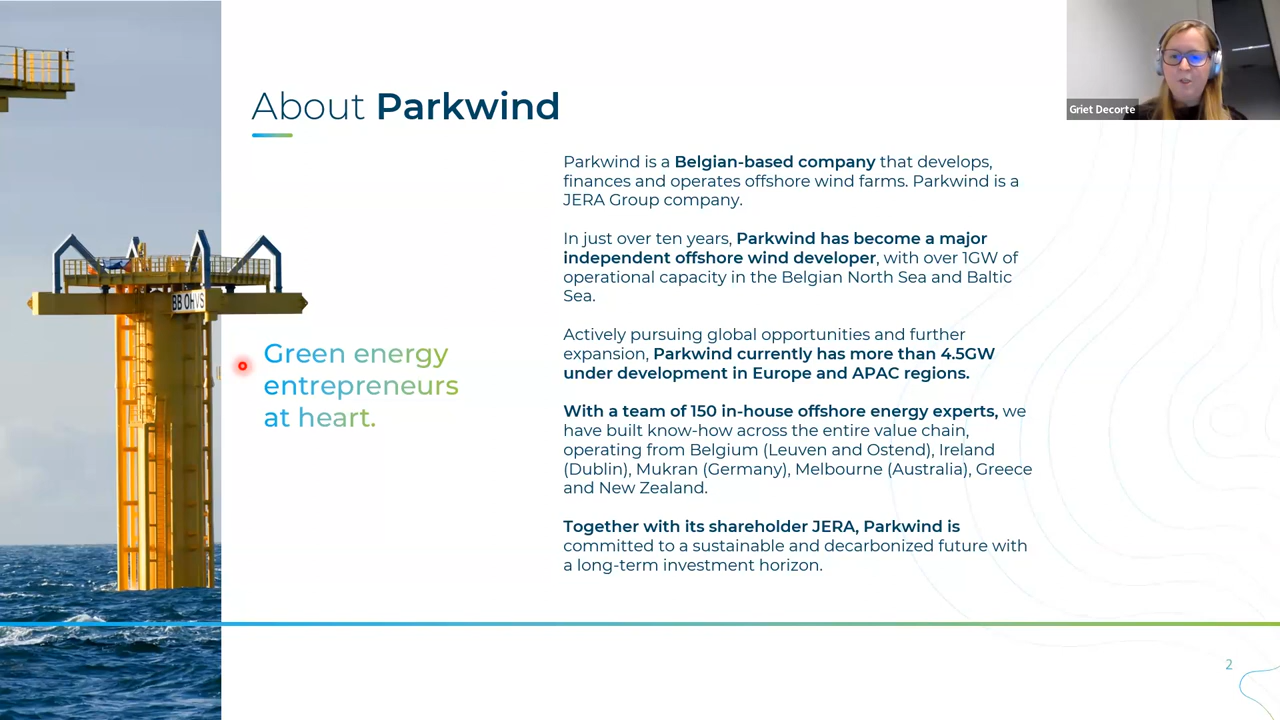 Griet Decorte
About Parkwind
Parkwind is a Belgian-based company that develops,
finances and operates offshore wind farms. Parkwind is a
JERA Group company.
In just over ten years, Parkwind has become a major
independent offshore wind developer, with over 1GW of
operational capacity in the Belgian North Sea and Baltic
Sea.
BB OHVS
Green energy
entrepreneurs
at heart.
Actively pursuing global opportunities and further
expansion, Parkwind currently has more than 4.5GW
under development in Europe and APAC regions.
With a team of 150 in-house offshore energy experts, we
have built know-how across the entire value chain,
operating from Belgium (Leuven and Ostend), Ireland
(Dublin), Mukran (Germany), Melbourne (Australia), Greece
and New Zealand.
Together with its shareholder JERA, Parkwind is
committed to a sustainable and decarbonized future with
a long-term investment horizon.
2